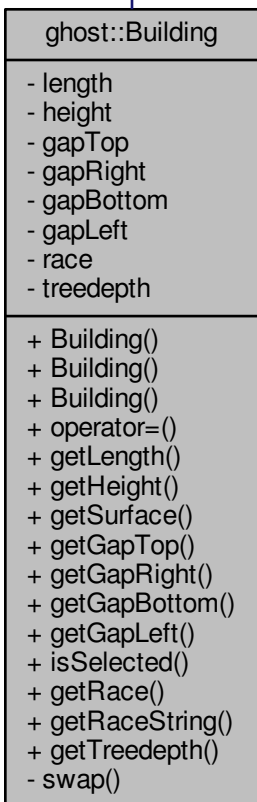 ghost::Building
- length
- height
- gapTop
- gapRight
- gapBottom
- gapLeft
- race
- treedepth
+ Building()
+ Building()
+ Building()
+ operator=()
+ getLength()
+ getHeight()
+ getSurface()
+ getGapTop()
+ getGapRight()
+ getGapBottom()
+ getGapLeft()
+ isSelected()
+ getRace()
+ getRaceString()
+ getTreedepth()
- swap()